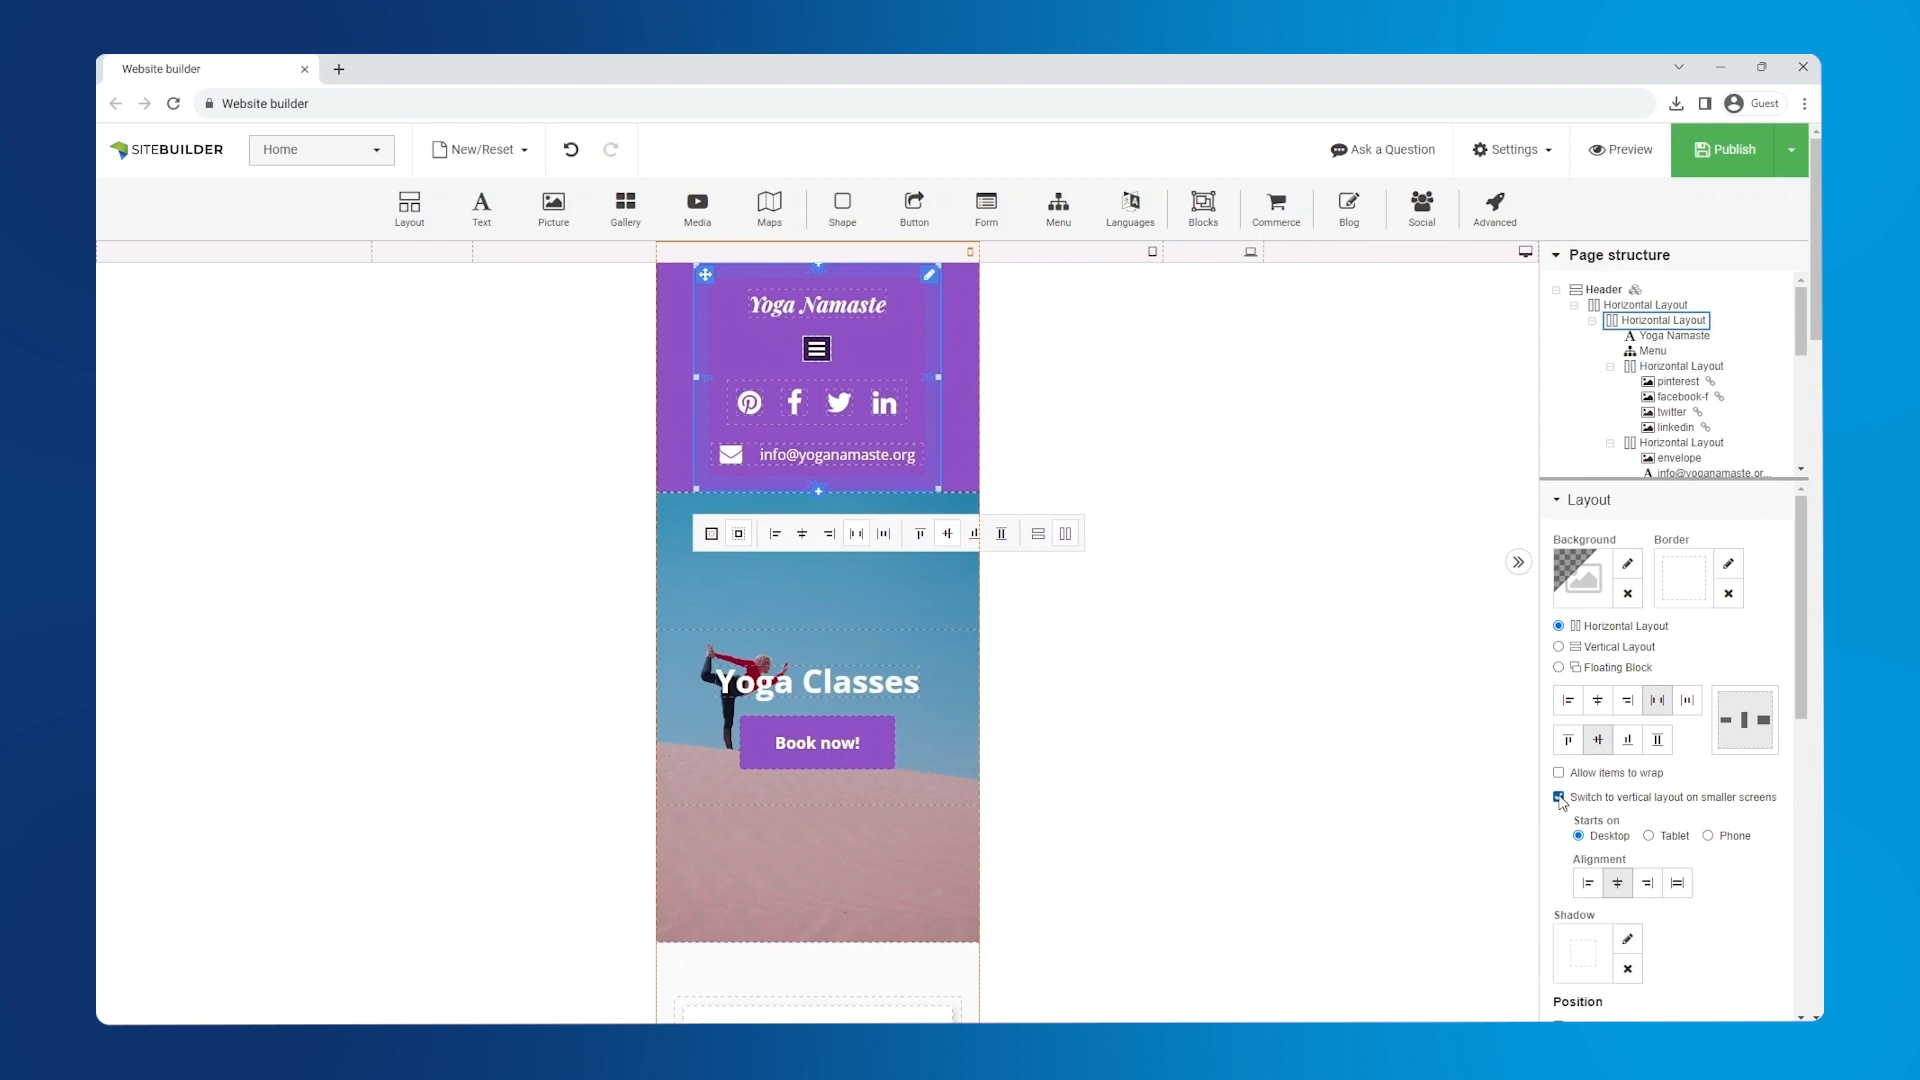 Website builder
Website builder
Guest
SITEBUILDER
Home
New/Reset
Ask a Question
Settings
Preview
Publish
Layout
Text
Picture
Gallery
Media
Maps
Shape
Button
Form
Menu
Languages
Blocks
Commerce
Blog
Social
Advanced
Page structure
Header
Horizontal Layout
Horizontal Layout
Yoga Namaste
Menu
Horizontal Layout
pinterest
facebook-f
twitter
linkedin
Horizontal Layout
envelope
info@yoganamaste.or...
Yoga Namaste
info@yoganamaste.org
Yoga Classes
Book now!
Layout
Background
Border
Horizontal Layout
Vertical Layout
Floating Block
Allow items to wrap
Switch to vertical layout on smaller screens
Starts on
Desktop
Tablet
Phone
Alignment
Shadow
Position